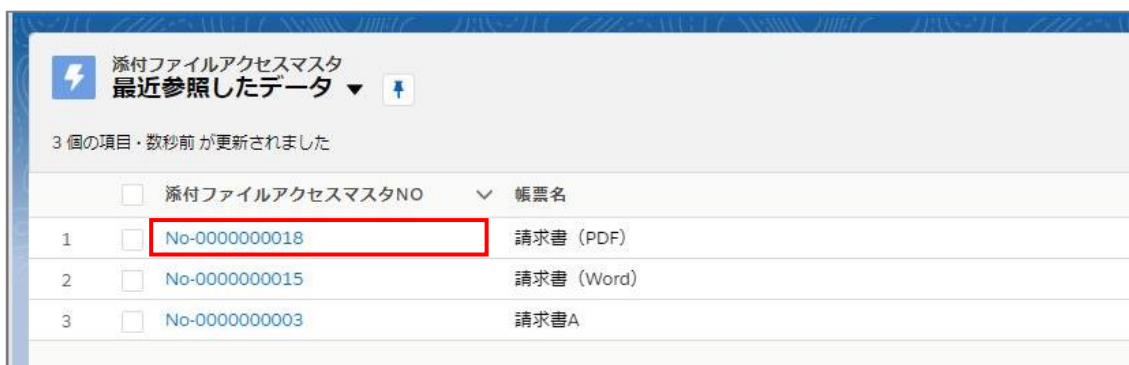 添付ファイルアクセスマスタ
最近参照したデータ
3 個の項目・数秒前 が更新されました
添付ファイルアクセスマスタNO 帳票名
1 No-0000000018 請求書（PDF）
2 No-0000000015 請求書（Word）
3 No-0000000003 請求書A